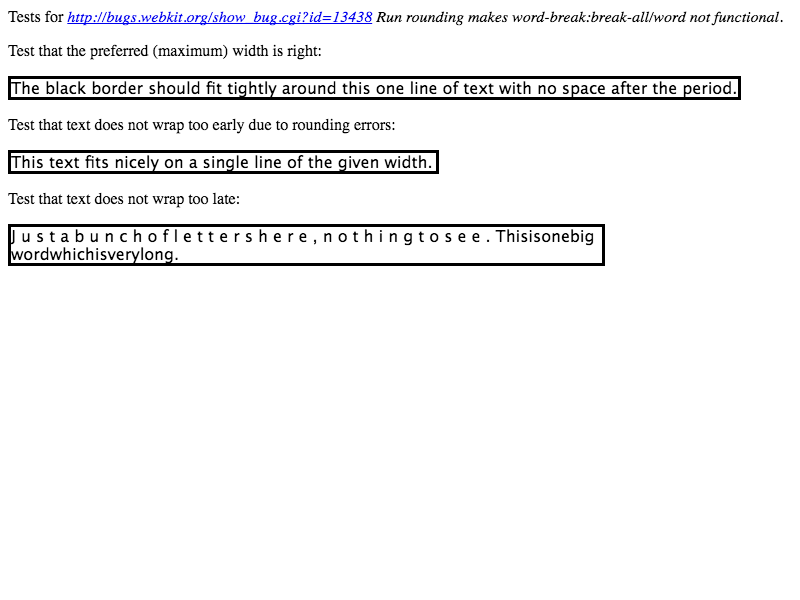 Tests for http://bugs.webkit.org/show_bug.cgi?id=13438 Run rounding makes word-break:break-all/word not functional.
Test that the preferred (maximum) width is right:
The black border should fit tightly around this one line of text with no space after the period.
Test that text does not wrap too early due to rounding errors:
This text fits nicely on a single line of the given width.
Test that text does not wrap too late:
J u s t a b u n c h o f l e t t e r s h e r e , n o t h i n g t o s e e . Thisisonebig
wordwhichisverylong.